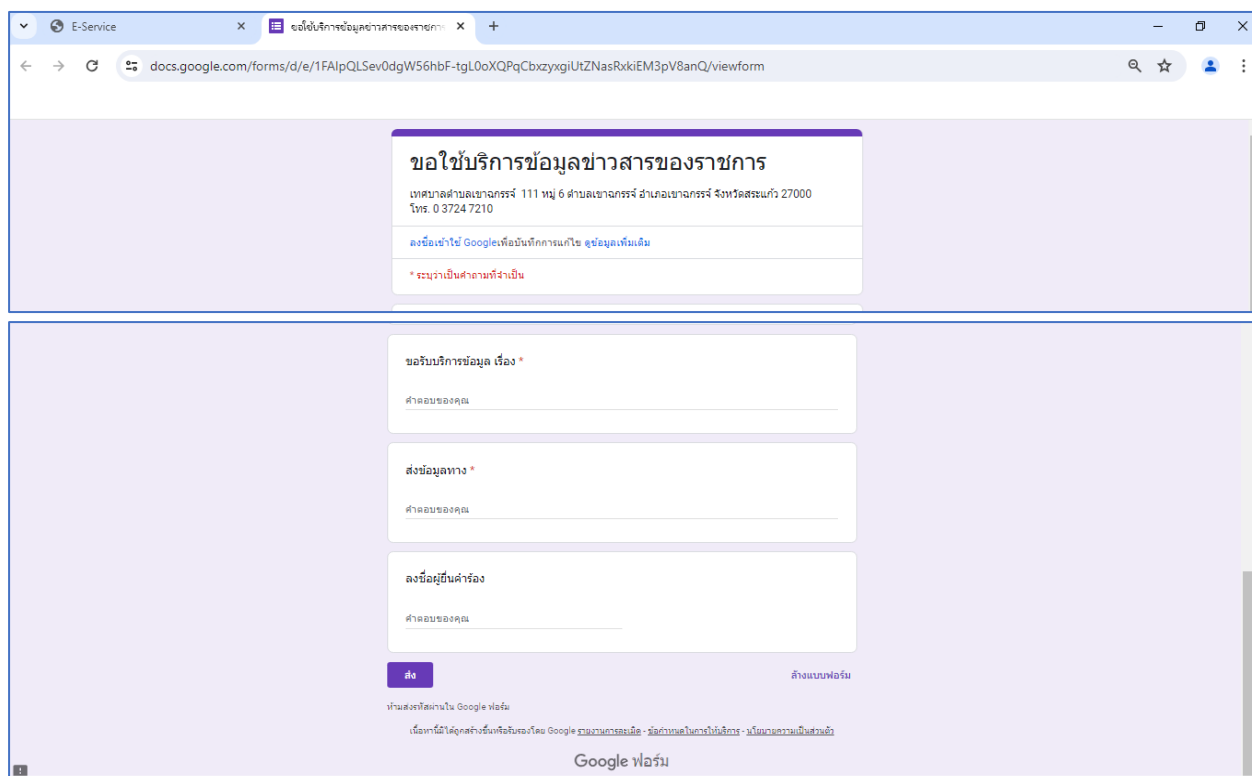 E-Service
ขอใช้บริการข้อมูลข่าวสารของราชกา
docs.google.com/forms/d/e/1FAIpQLSev0dgW56hbF-tgL0oXQPqCbxzyxgiUtZNasRxkiEM3pV8anQ/viewform
ขอใช้บริการข้อมูลข่าวสารของราชการ
เทศบาลตำบลเขาฉกรรจ์ 111 หมู่ 6 ตำบลเขาฉกรรจ์ อำเภอเขาฉกรรจ์ จังหวัดสระแก้ว 27000
โทร. 0 3724 7210
ลงชื่อเข้าใช้ Googleเพื่อบันทึกการแก้ไข ดูข้อมูลเพิ่มเติม
* ระบุว่าเป็นคำถามที่จำเป็น
ขอรับบริการข้อมูล เรื่อง *
คำตอบของคุณ
ส่งข้อมูลทาง *
คำตอบของคุณ
ลงชื่อผู้ยื่นคำร้อง
คำตอบของคุณ
ส่ง
ล้างแบบฟอร์ม
ห้ามส่งรหัสผ่านใน Google ฟอร์ม
เนื้อหานี้มิได้ถูกสร้างขึ้นหรือรับรองโดย Google รายงานการละเมิด - ข้อกำหนดในการให้บริการ - นโยบายความเป็นส่วนตัว
Google ฟอร์ม